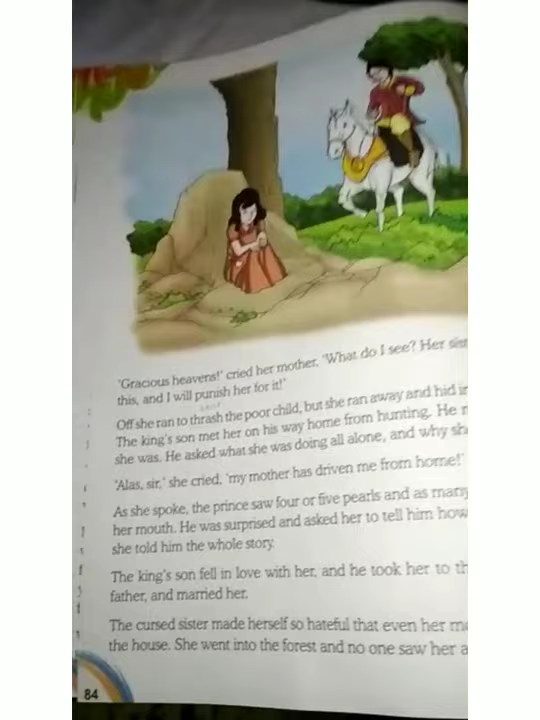 'Gracious heavens!' cried her mother. 'What do I see? Her
this, and I will punish her for it!'
Off she ran to thrash the poor child, but she ran away and hid
The king's son met her on his way home from hunting. He
she was. He asked what she was doing all alone, and why
'Alas, sir,' she cried, 'my mother has driven me from home!'
As she spoke, the prince saw four or five pearls and as many
her mouth. He was surprised and asked her to tell him how
she told him the whole story.
The king's son fell in love with her, and he took her to
father, and married her.
The cursed sister made herself so hateful that even her
the house. She went into the forest and no one saw her
84